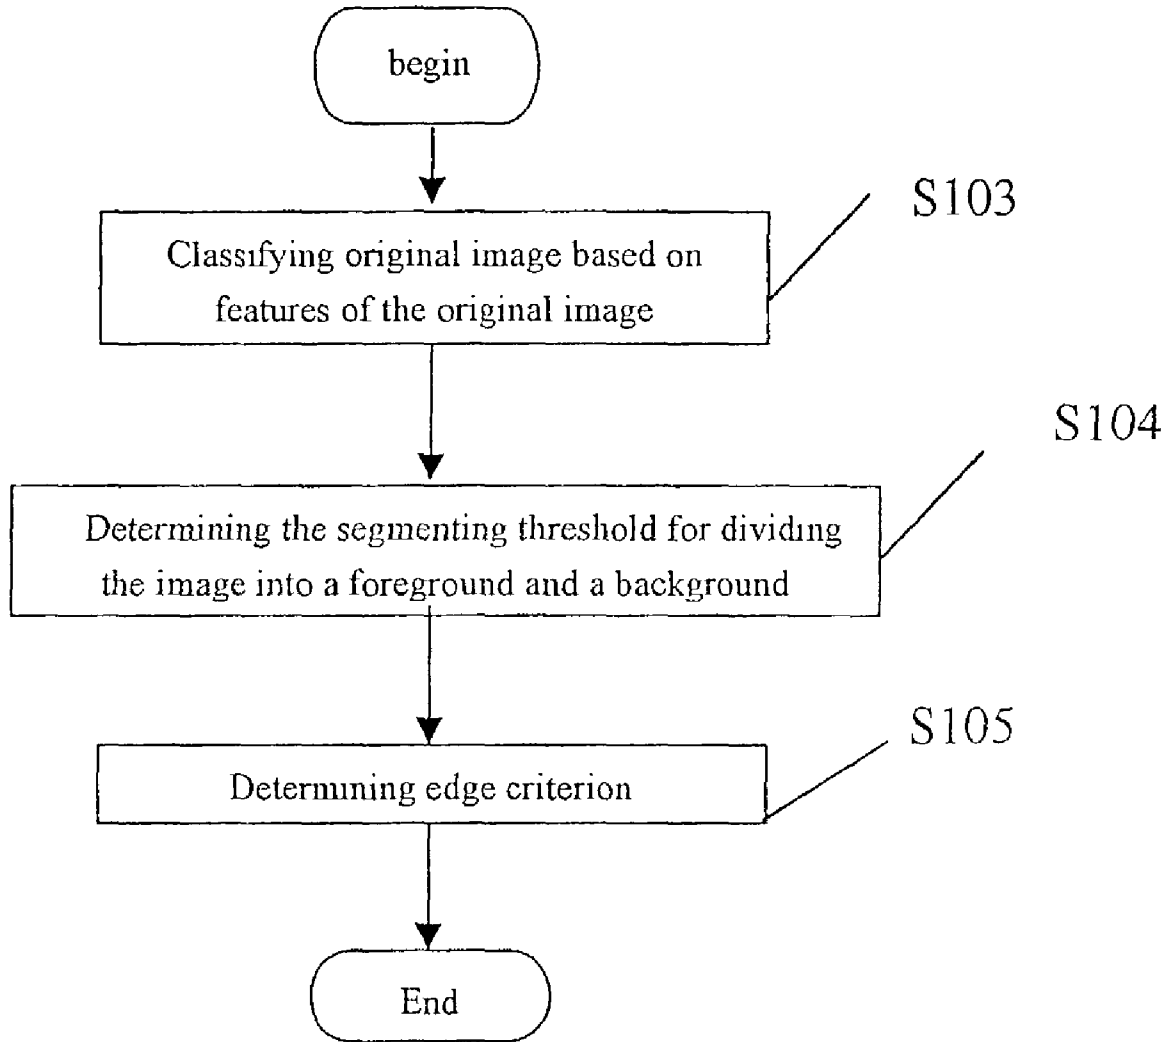 begin
S103
Classifying original image based on
features of the original image
S104
Determining the segmenting threshold for dividing
the image into a foreground and a background
S105
Determining edge criterion
End